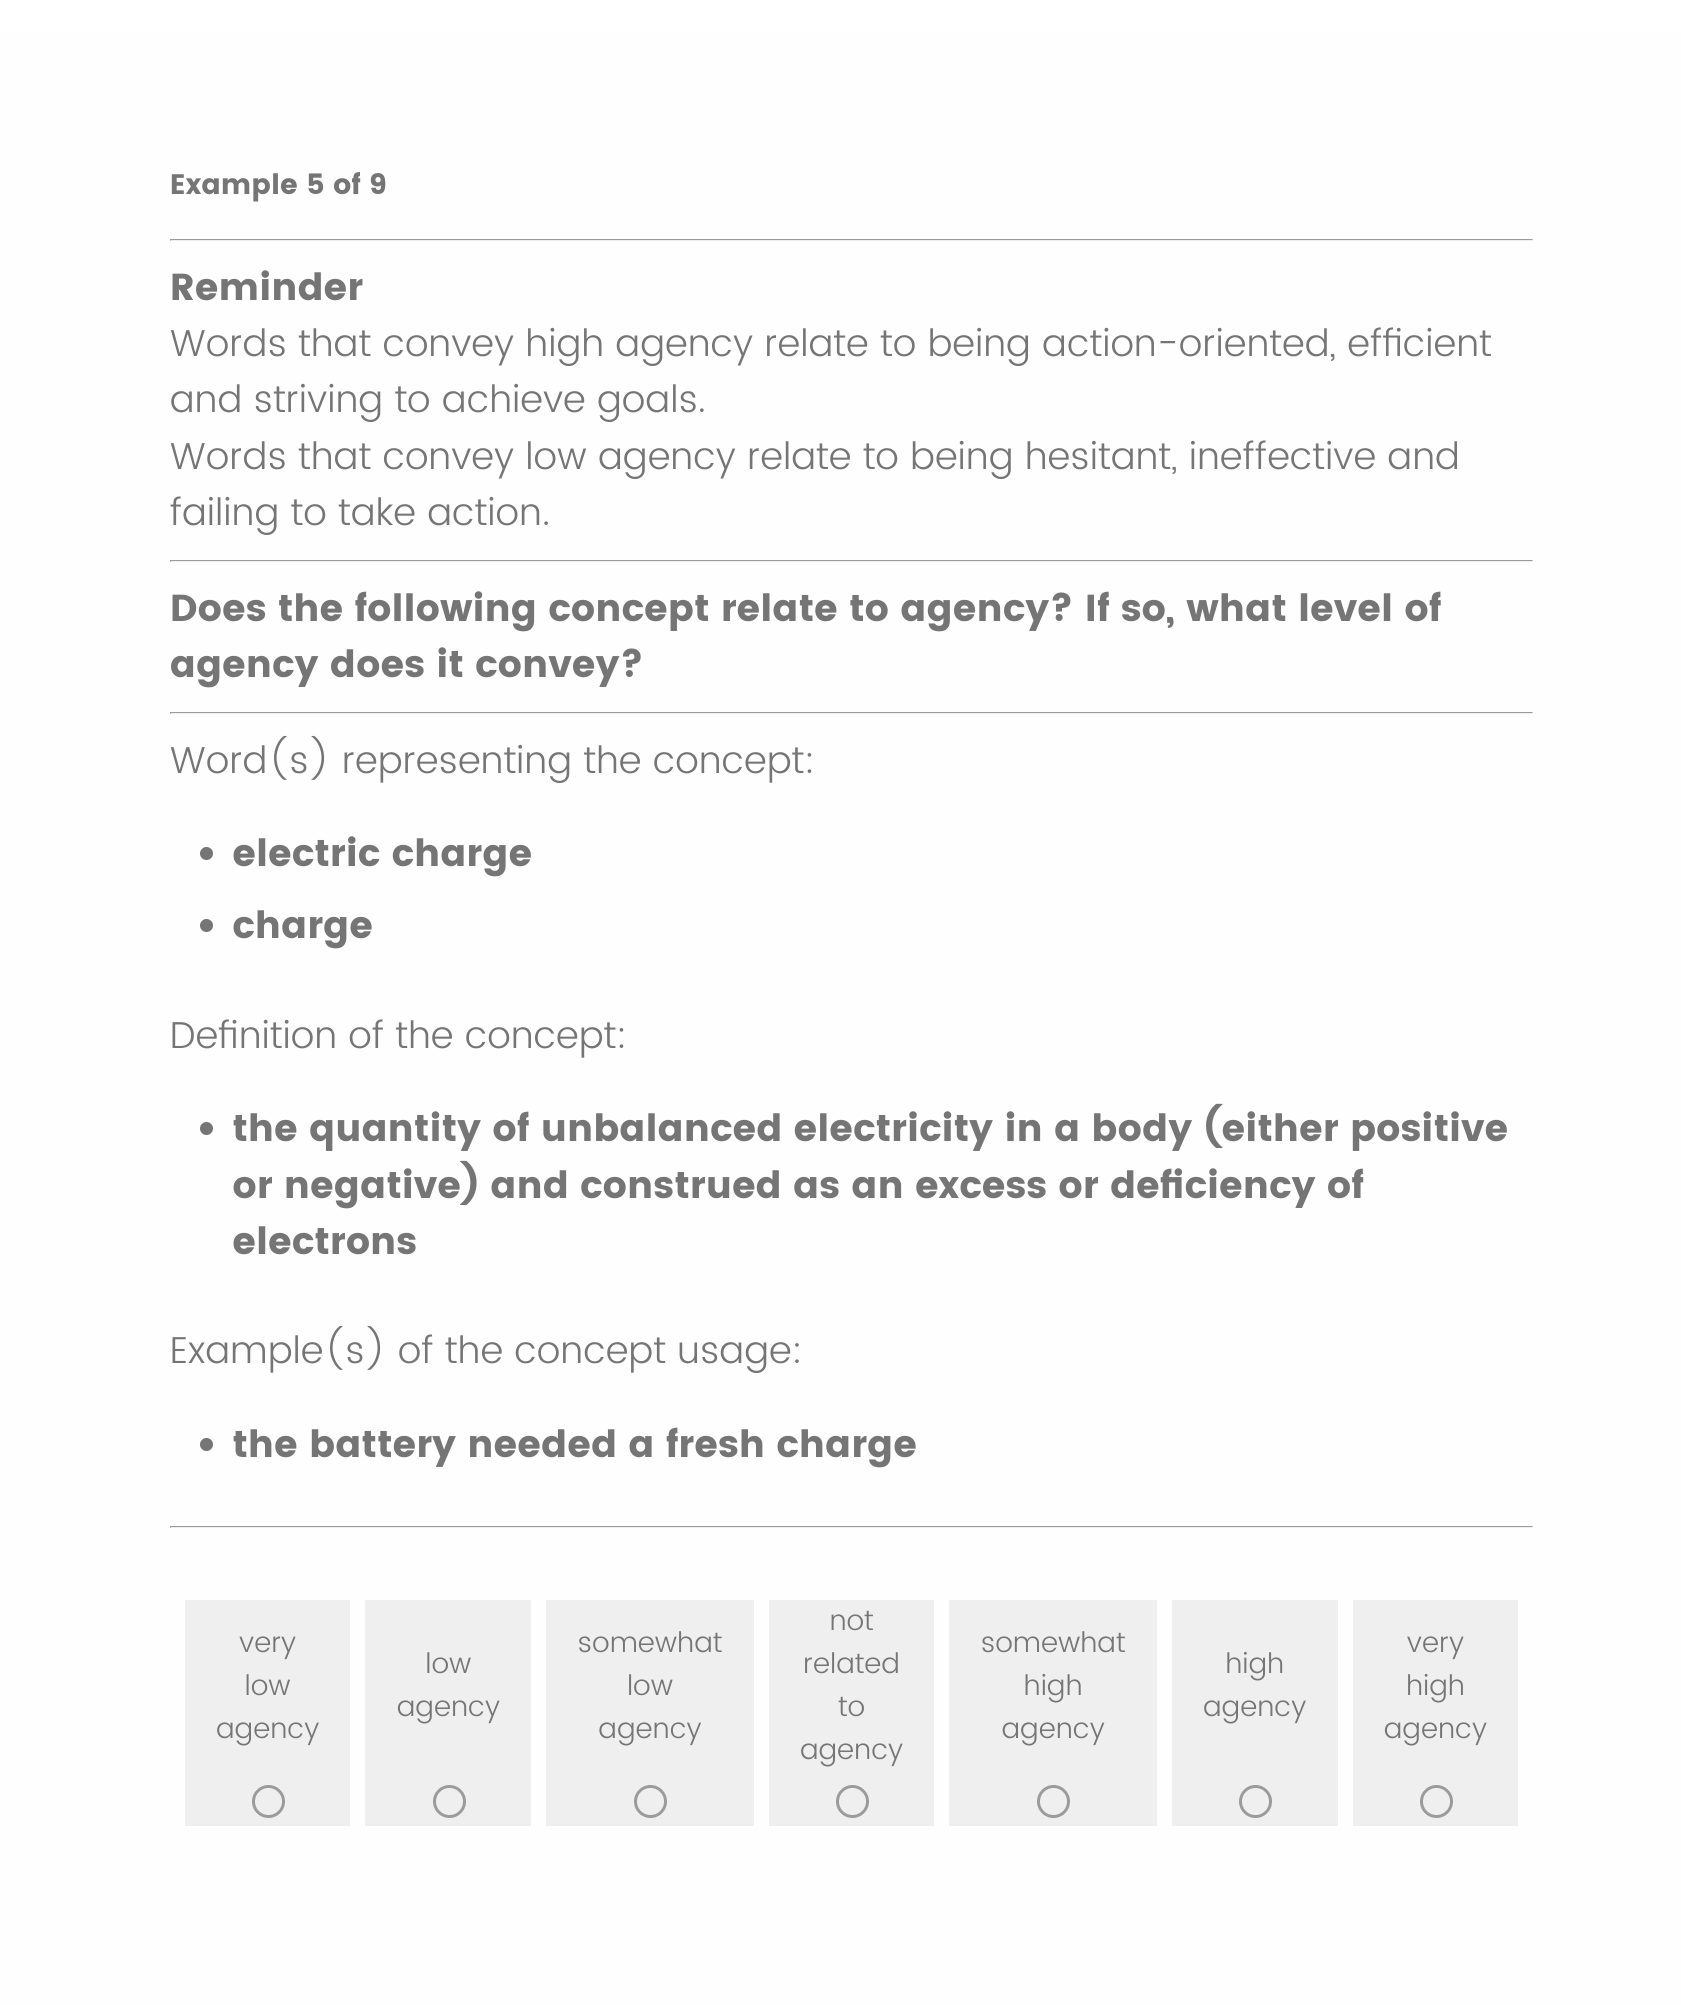 Example 5 of 9
Reminder
Words that convey high agency relate to being action-oriented, efficient
and striving to achieve goals.
Words that convey low agency relate to being hesitant, ineffective and
failing to take action.
Does the following concept relate to agency? If so, what level of
agency does it convey?
Word(s) representing the concept:
• electric charge
• charge
Definition of the concept:
• the quantity of unbalanced electricity in a body (either positive
or negative) and construed as an excess or deficiency of
electrons
Example(s) of the concept usage:
• the battery needed a fresh charge
very
low
agency
low
agency
somewhat
low
agency
not
related
to
agency
somewhat
high
agency
high
agency
very
high
agency